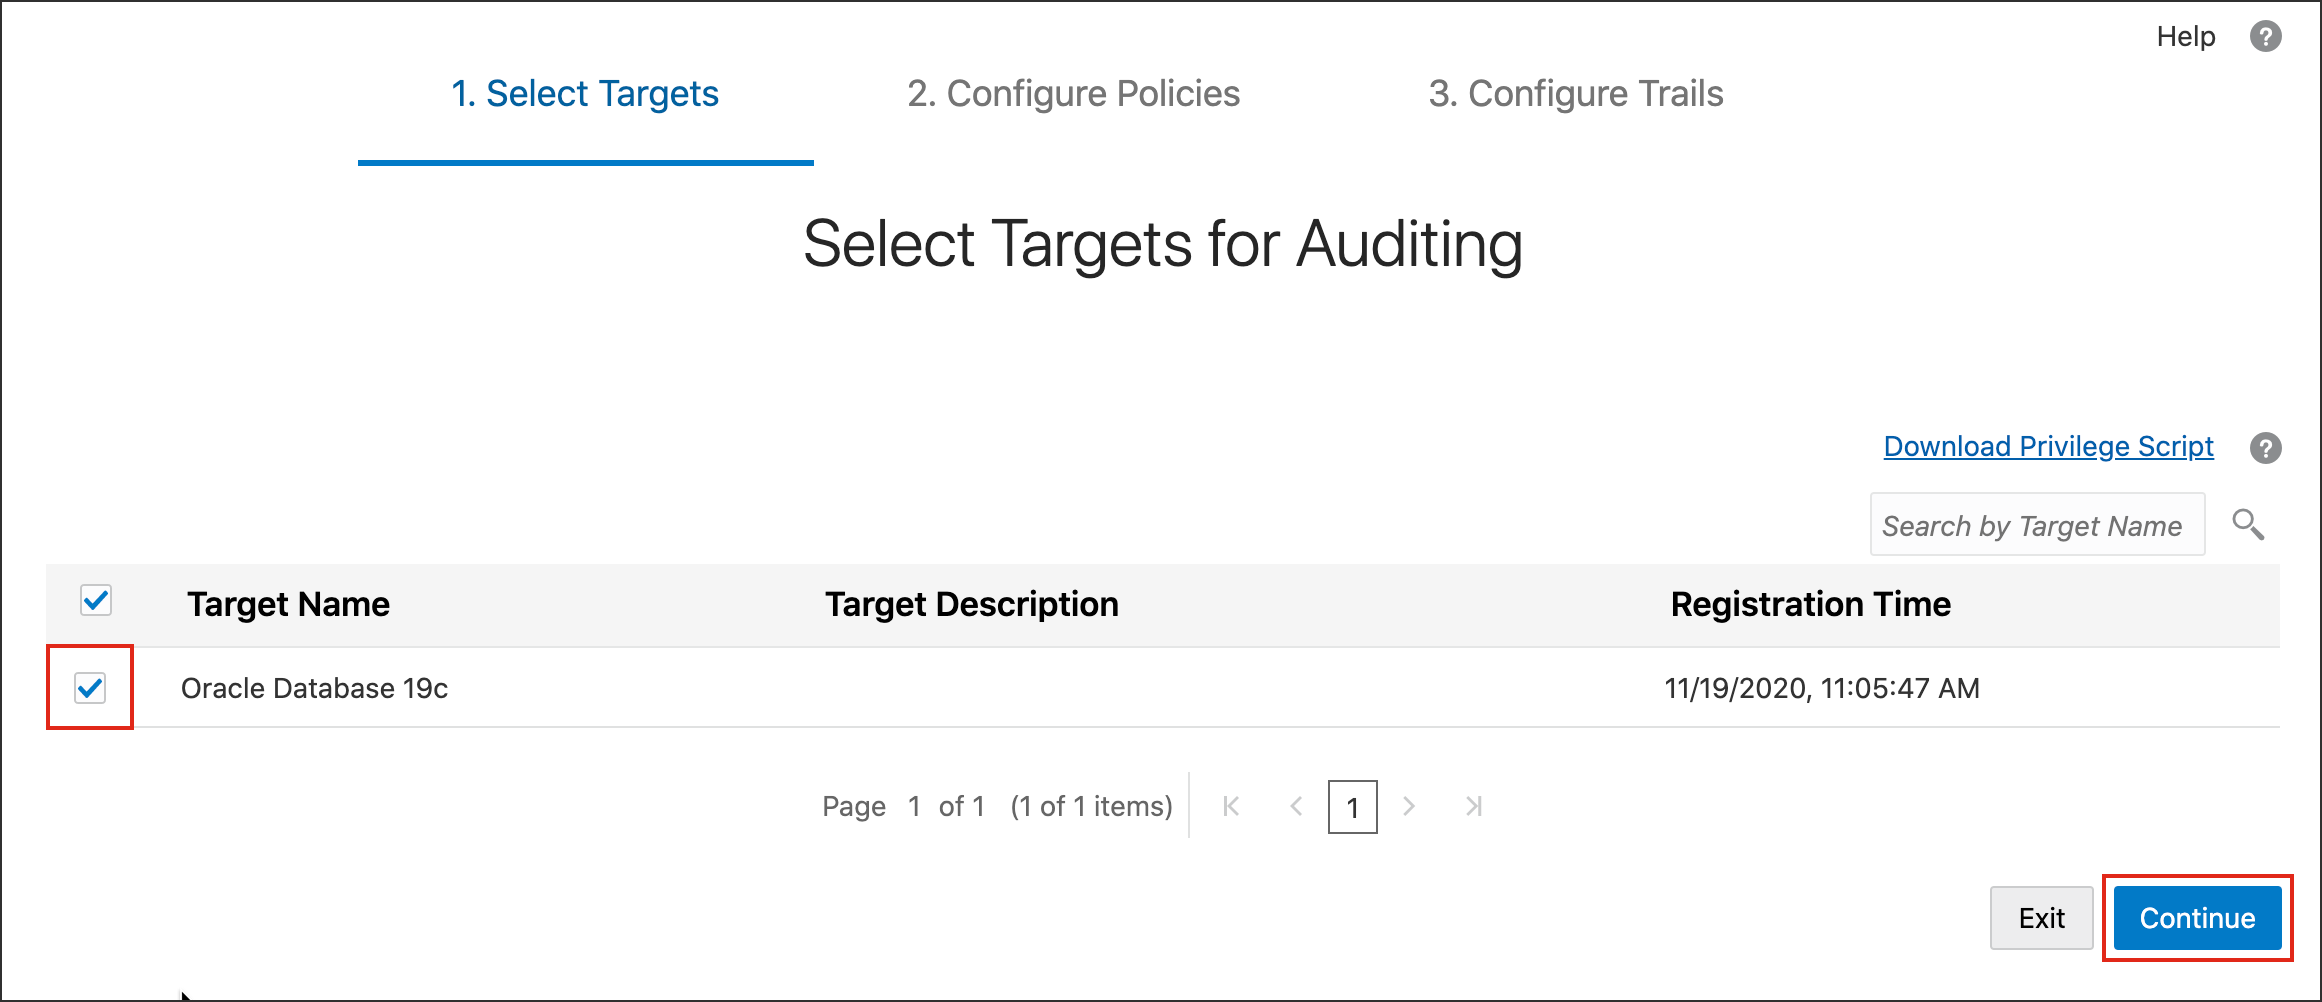 Help ?
1. Select Targets 2. Configure Policies 3. Configure Trails
Select Targets for Auditing
Download Privilege Script ?
Search by Target Name
Target Name Target Description Registration Time
Oracle Database 19c 11/19/2020, 11:05:47 AM
Page 1 of 1 (1 of 1 items) 1
Exit Continue